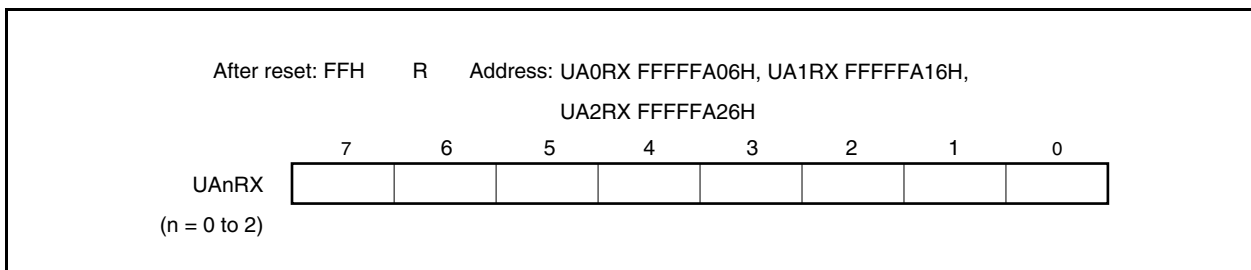 After reset: FFH R Address: UA0RX FFFFFA06H, UA1RX FFFFFA16H,
UA2RX FFFFFA26H
7 6 5 4 3 2 1 0
UAnRX
(n = 0 to 2)